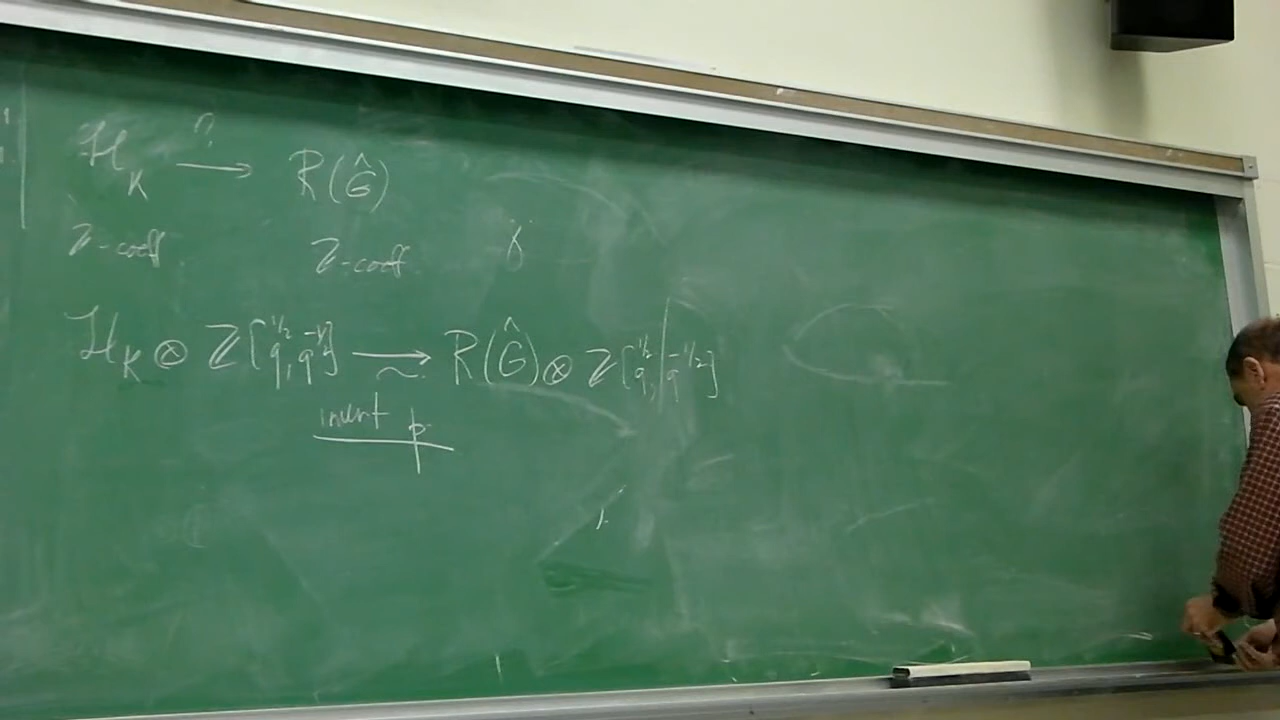 ℋ_K →^? R(Ĝ)
ℤ-coeff ℤ-coeff
ℋ_K ⊗ ℤ[q^{1/2}, q^{-1/2}] →^~ R(Ĝ) ⊗ ℤ[q^{1/2}, q^{-1/2}]
invert p